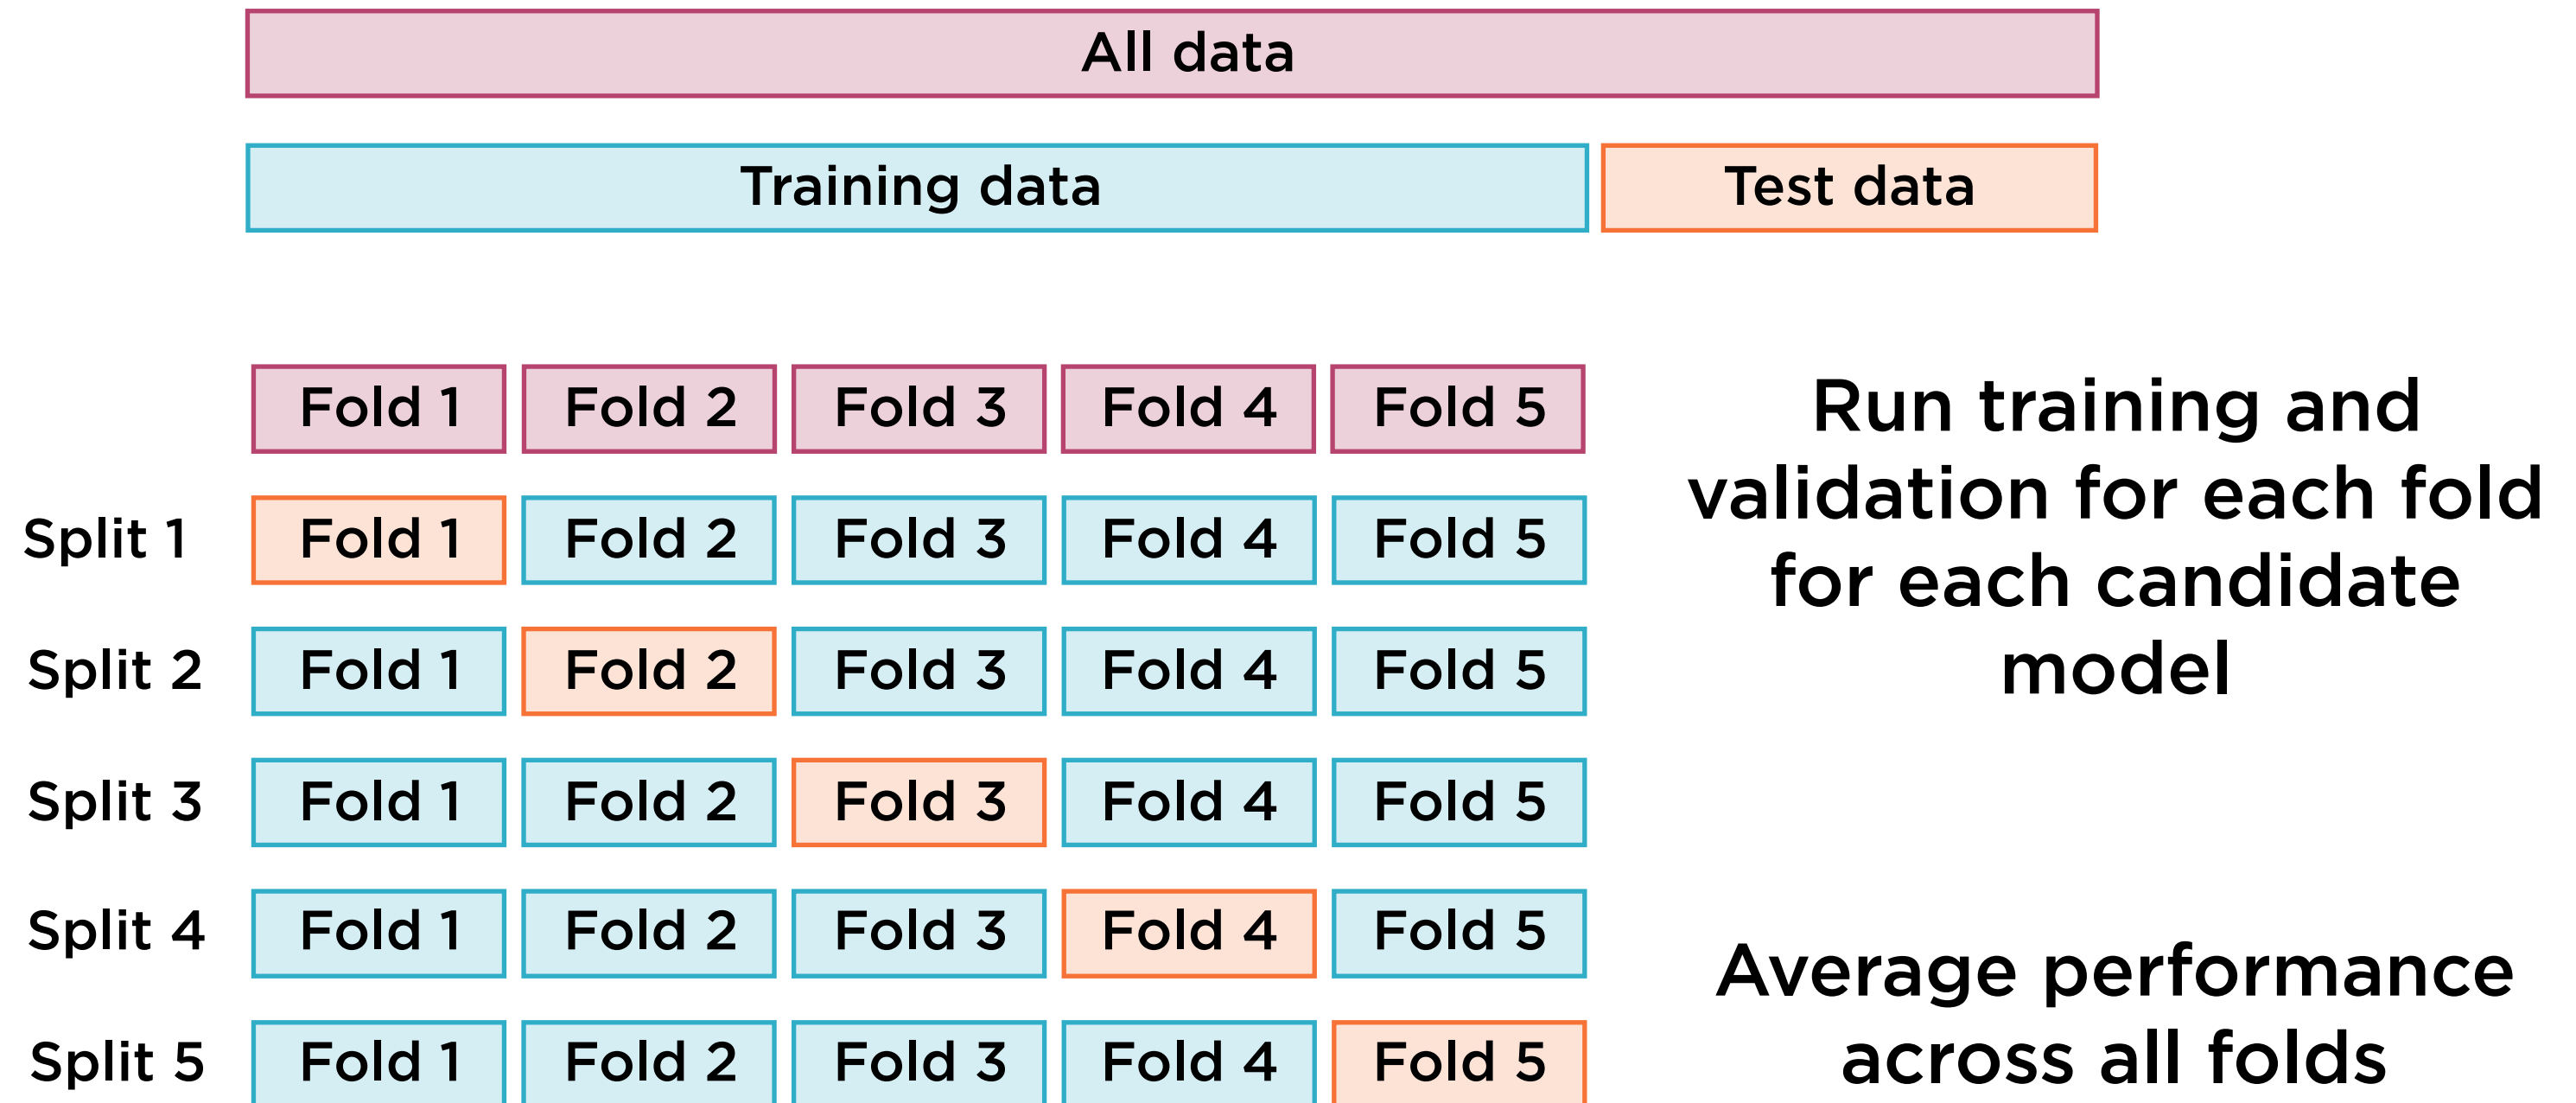 All data
Training data Test data
Fold 1 Fold 2 Fold 3 Fold 4 Fold 5
Split 1 Fold 1 Fold 2 Fold 3 Fold 4 Fold 5
Split 2 Fold 1 Fold 2 Fold 3 Fold 4 Fold 5
Split 3 Fold 1 Fold 2 Fold 3 Fold 4 Fold 5
Split 4 Fold 1 Fold 2 Fold 3 Fold 4 Fold 5
Split 5 Fold 1 Fold 2 Fold 3 Fold 4 Fold 5
Run training and
validation for each fold
for each candidate
model
Average performance
across all folds